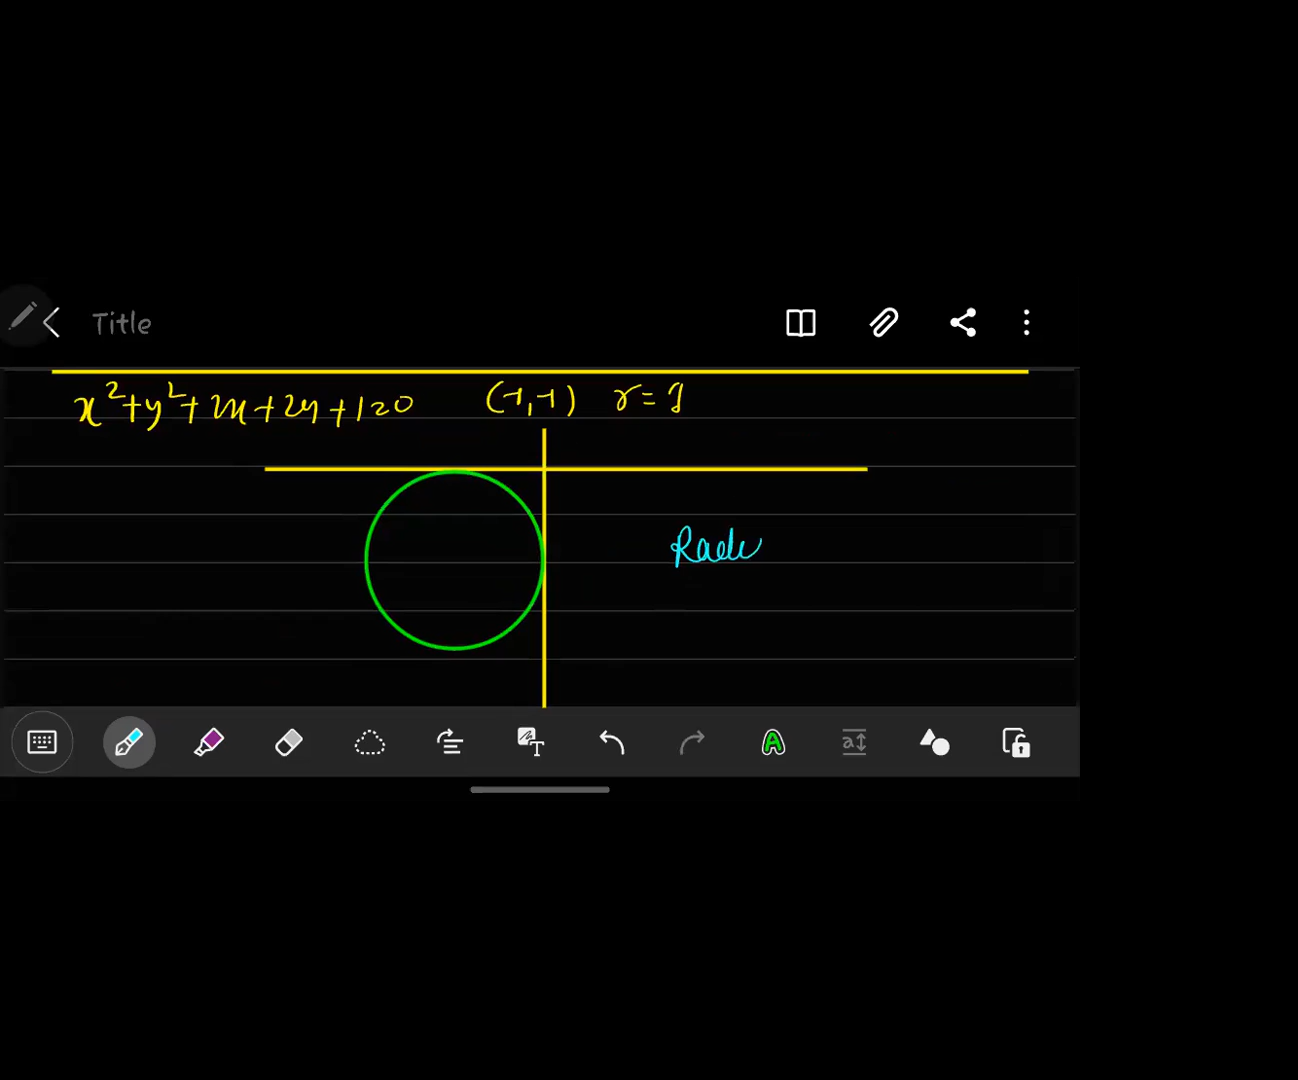 Title
x²+y²+2x+2y+1=0 (-1,-1) r=1
Radi